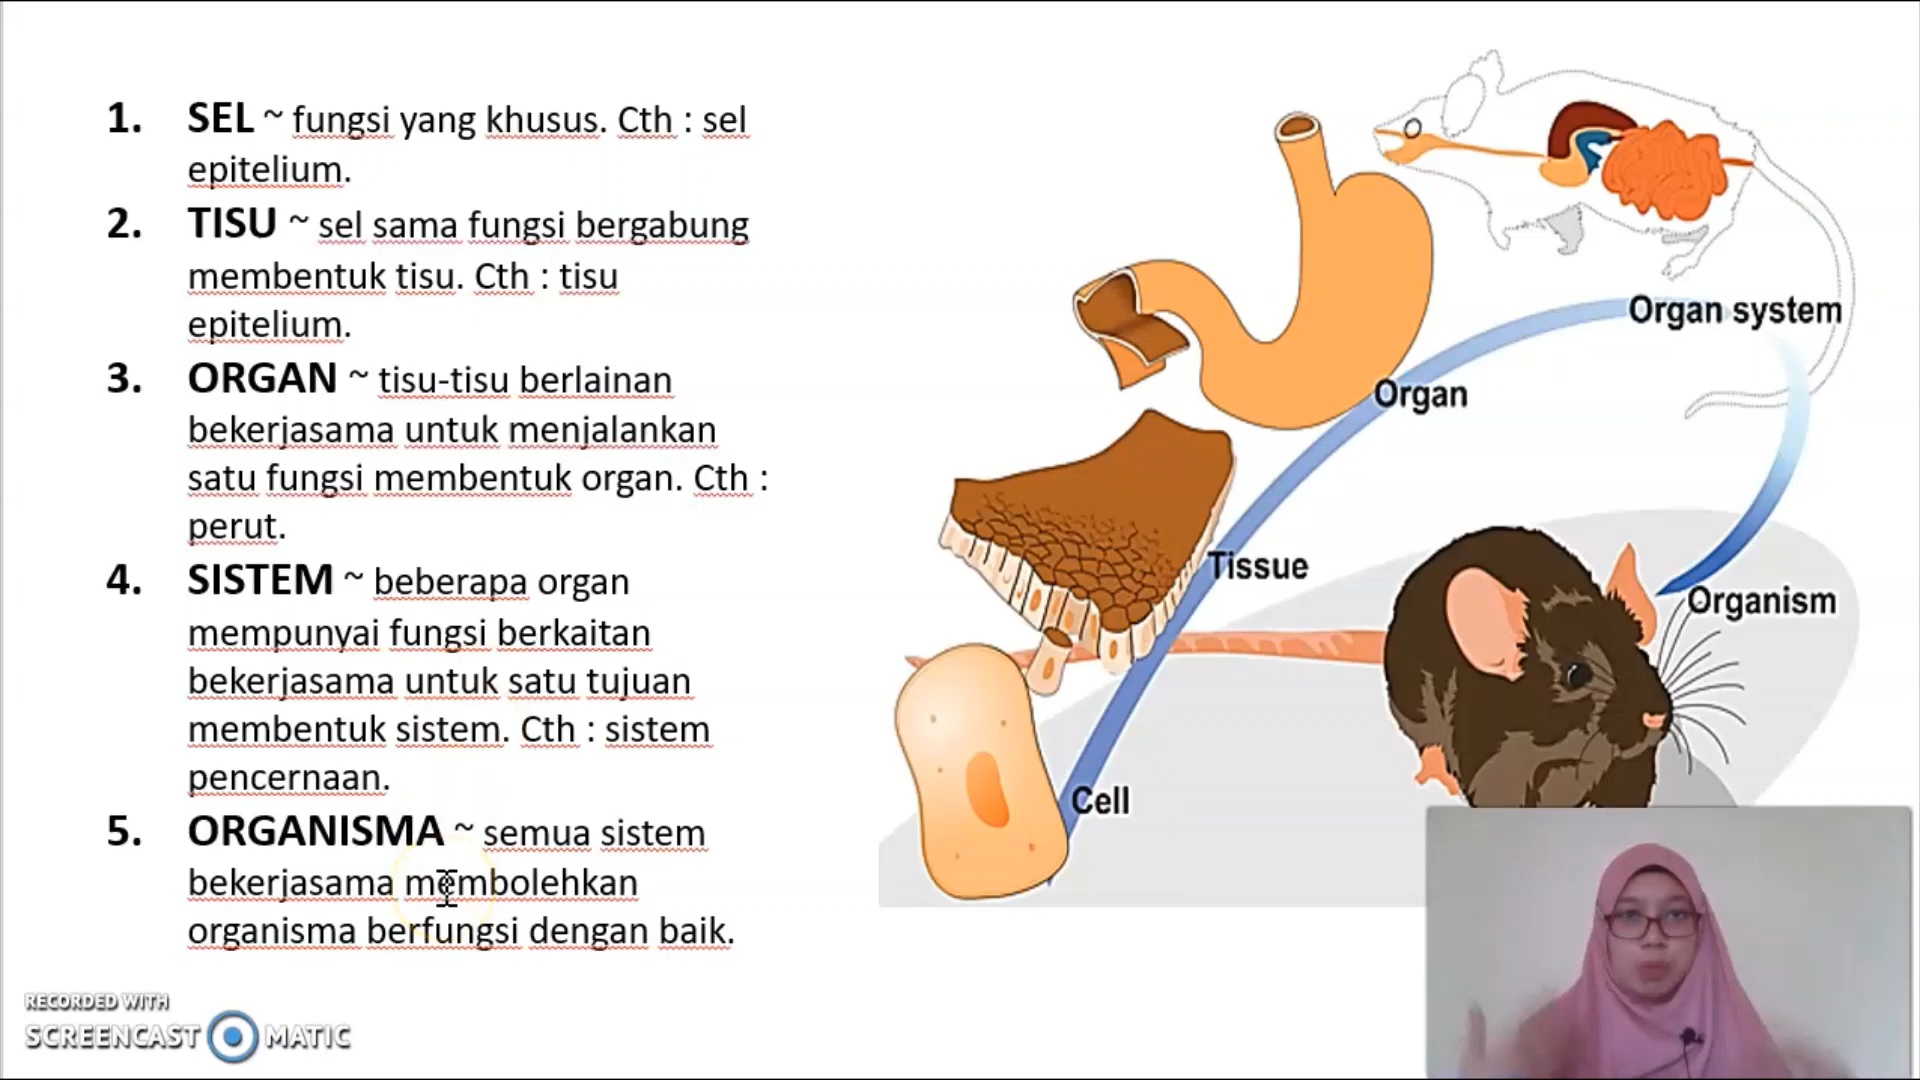 1. SEL ~ fungsi yang khusus. Cth : sel
epitelium.
2. TISU ~ sel sama fungsi bergabung
membentuk tisu. Cth : tisu
epitelium.
3. ORGAN ~ tisu-tisu berlainan
bekerjasama untuk menjalankan
satu fungsi membentuk organ. Cth :
perut.
4. SISTEM ~ beberapa organ
mempunyai fungsi berkaitan
bekerjasama untuk satu tujuan
membentuk sistem. Cth : sistem
pencernaan.
5. ORGANISMA ~ semua sistem
bekerjasama membolehkan
organisma berfungsi dengan baik.
Organ system
Organ
Tissue
Organism
Cell
RECORDED WITH
SCREENCAST MATIC